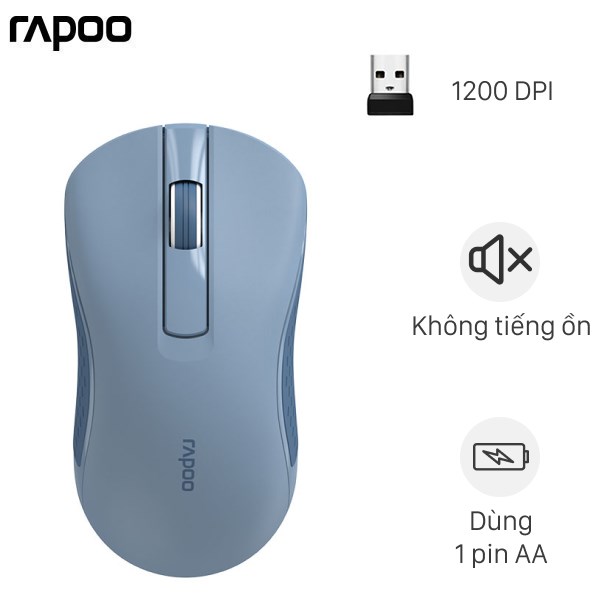 rapoo
1200 DPI
Không tiếng ồn
rapoo
Dùng
1 pin AA